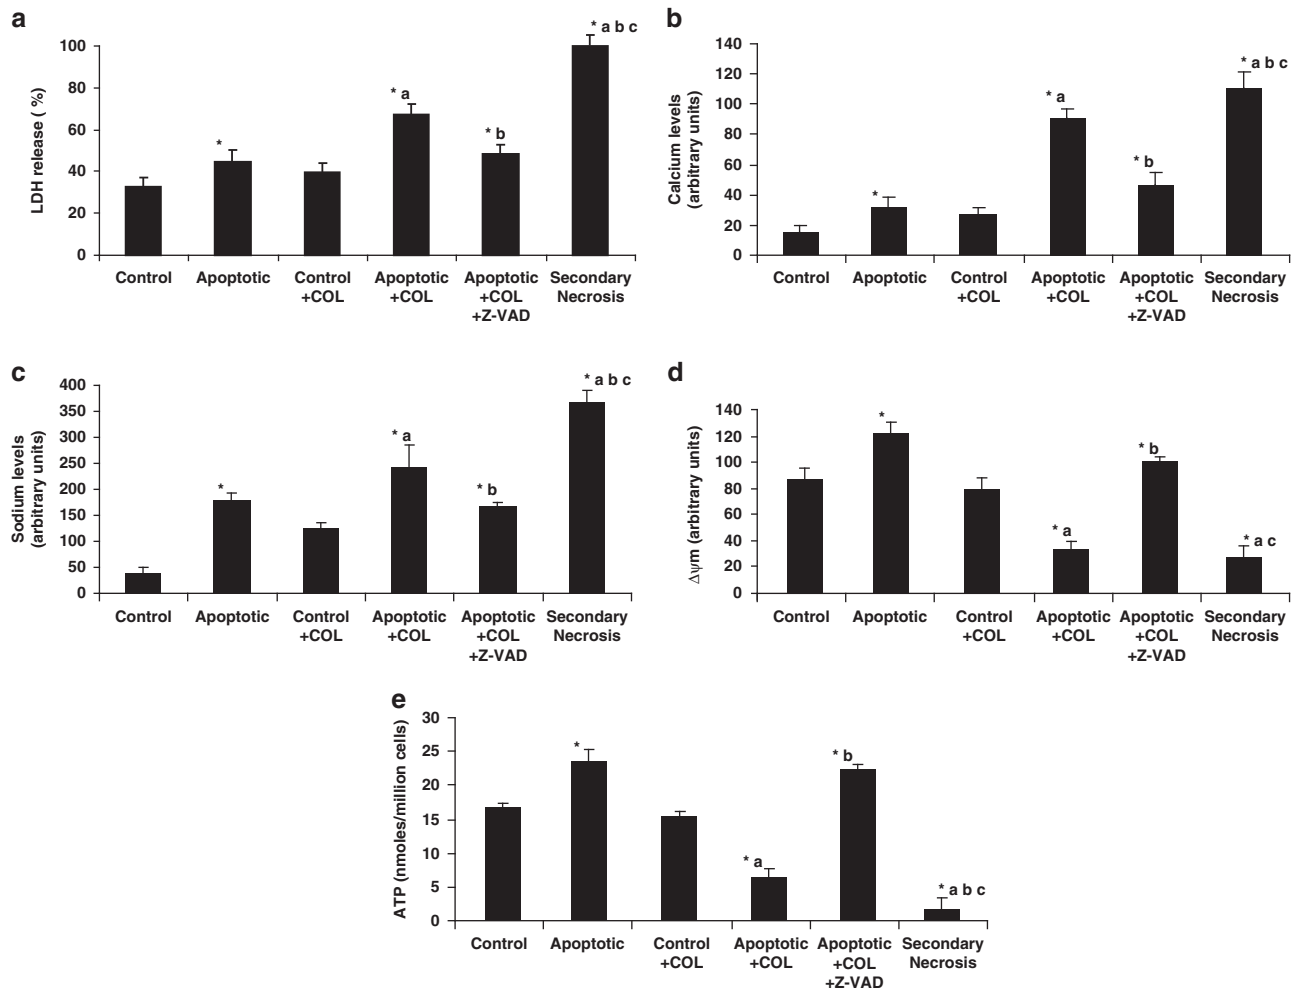 a
LDH release ( %)
100
80
60
40
20
0
*
* a
* b
* a b c
Control
Apoptotic
Control
+COL
Apoptotic
+COL
Apoptotic
+COL
+Z-VAD
Secondary
Necrosis
b
Calcium levels
(arbitrary units)
140
120
100
80
60
40
20
0
*
* a
* b
* a b c
Control
Apoptotic
Control
+COL
Apoptotic
+COL
Apoptotic
+COL
+Z-VAD
Secondary
Necrosis
c
Sodium levels
(arbitrary units)
400
350
300
250
200
150
100
50
0
*
* a
* b
* a b c
Control
Apoptotic
Control
+COL
Apoptotic
+COL
Apoptotic
+COL
+Z-VAD
Secondary
Necrosis
d
Δψm (arbitrary units)
140
120
100
80
60
40
20
0
*
* a
* b
* a c
Control
Apoptotic
Control
+COL
Apoptotic
+COL
Apoptotic
+COL
+Z-VAD
Secondary
Necrosis
e
ATP (nmoles/million cells)
30
25
20
15
10
5
0
*
* a
* b
* a b c
Control
Apoptotic
Control
+COL
Apoptotic
+COL
Apoptotic
+COL
+Z-VAD
Secondary
Necrosis